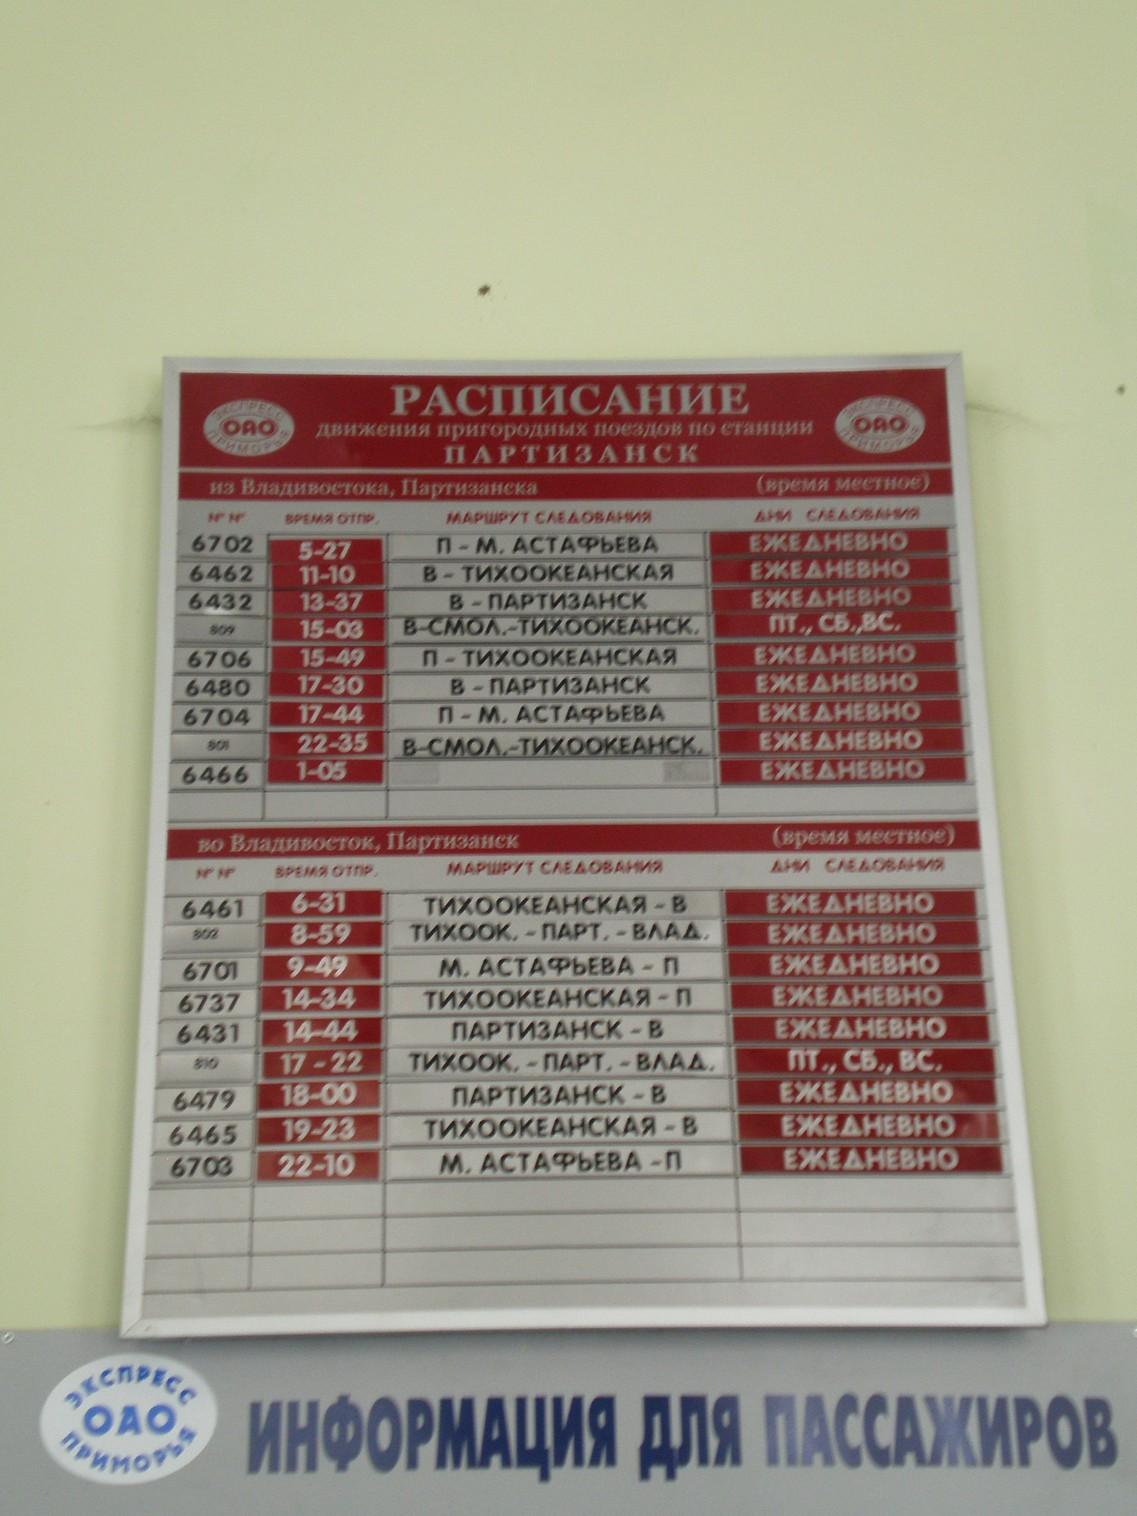 РАСПИСАНИЕ
ЭКСПРЕСС ОАО ПРИМОРЬЯ
движения пригородных поездов по станции
ЭКСПРЕСС ОАО ПРИМОРЬЯ
ПАРТИЗАНСК
из Владивостока, Партизанска (время местное)
№ № ВРЕМЯ ОТПР. МАРШРУТ СЛЕДОВАНИЯ ДНИ СЛЕДОВАНИЯ
6702 5-27 П - М. АСТАФЬЕВА ЕЖЕДНЕВНО
6462 11-10 В - ТИХООКЕАНСКАЯ ЕЖЕДНЕВНО
6432 13-37 В - ПАРТИЗАНСК ЕЖЕДНЕВНО
809 15-03 В-СМОЛ.-ТИХООКЕАНСК. ПТ., СБ.,ВС.
6706 15-49 П - ТИХООКЕАНСКАЯ ЕЖЕДНЕВНО
6480 17-30 В - ПАРТИЗАНСК ЕЖЕДНЕВНО
6704 17-44 П - М. АСТАФЬЕВА ЕЖЕДНЕВНО
801 22-35 В-СМОЛ.-ТИХООКЕАНСК. ЕЖЕДНЕВНО
6466 1-05 ЕЖЕДНЕВНО
во Владивосток, Партизанск (время местное)
№ № ВРЕМЯ ОТПР. МАРШРУТ СЛЕДОВАНИЯ ДНИ СЛЕДОВАНИЯ
6461 6-31 ТИХООКЕАНСКАЯ - В ЕЖЕДНЕВНО
802 8-59 ТИХООК. - ПАРТ. - ВЛАД. ЕЖЕДНЕВНО
6701 9-49 М. АСТАФЬЕВА - П ЕЖЕДНЕВНО
6737 14-34 ТИХООКЕАНСКАЯ - П ЕЖЕДНЕВНО
6431 14-44 ПАРТИЗАНСК - В ЕЖЕДНЕВНО
810 17 - 22 ТИХООК. - ПАРТ. - ВЛАД. ПТ., СБ., ВС.
6479 18-00 ПАРТИЗАНСК - В ЕЖЕДНЕВНО
6465 19-23 ТИХООКЕАНСКАЯ - В ЕЖЕДНЕВНО
6703 22-10 М. АСТАФЬЕВА -П ЕЖЕДНЕВНО
ЭКСПРЕСС ОАО ПРИМОРЬЯ
ИНФОРМАЦИЯ ДЛЯ ПАССАЖИРОВ